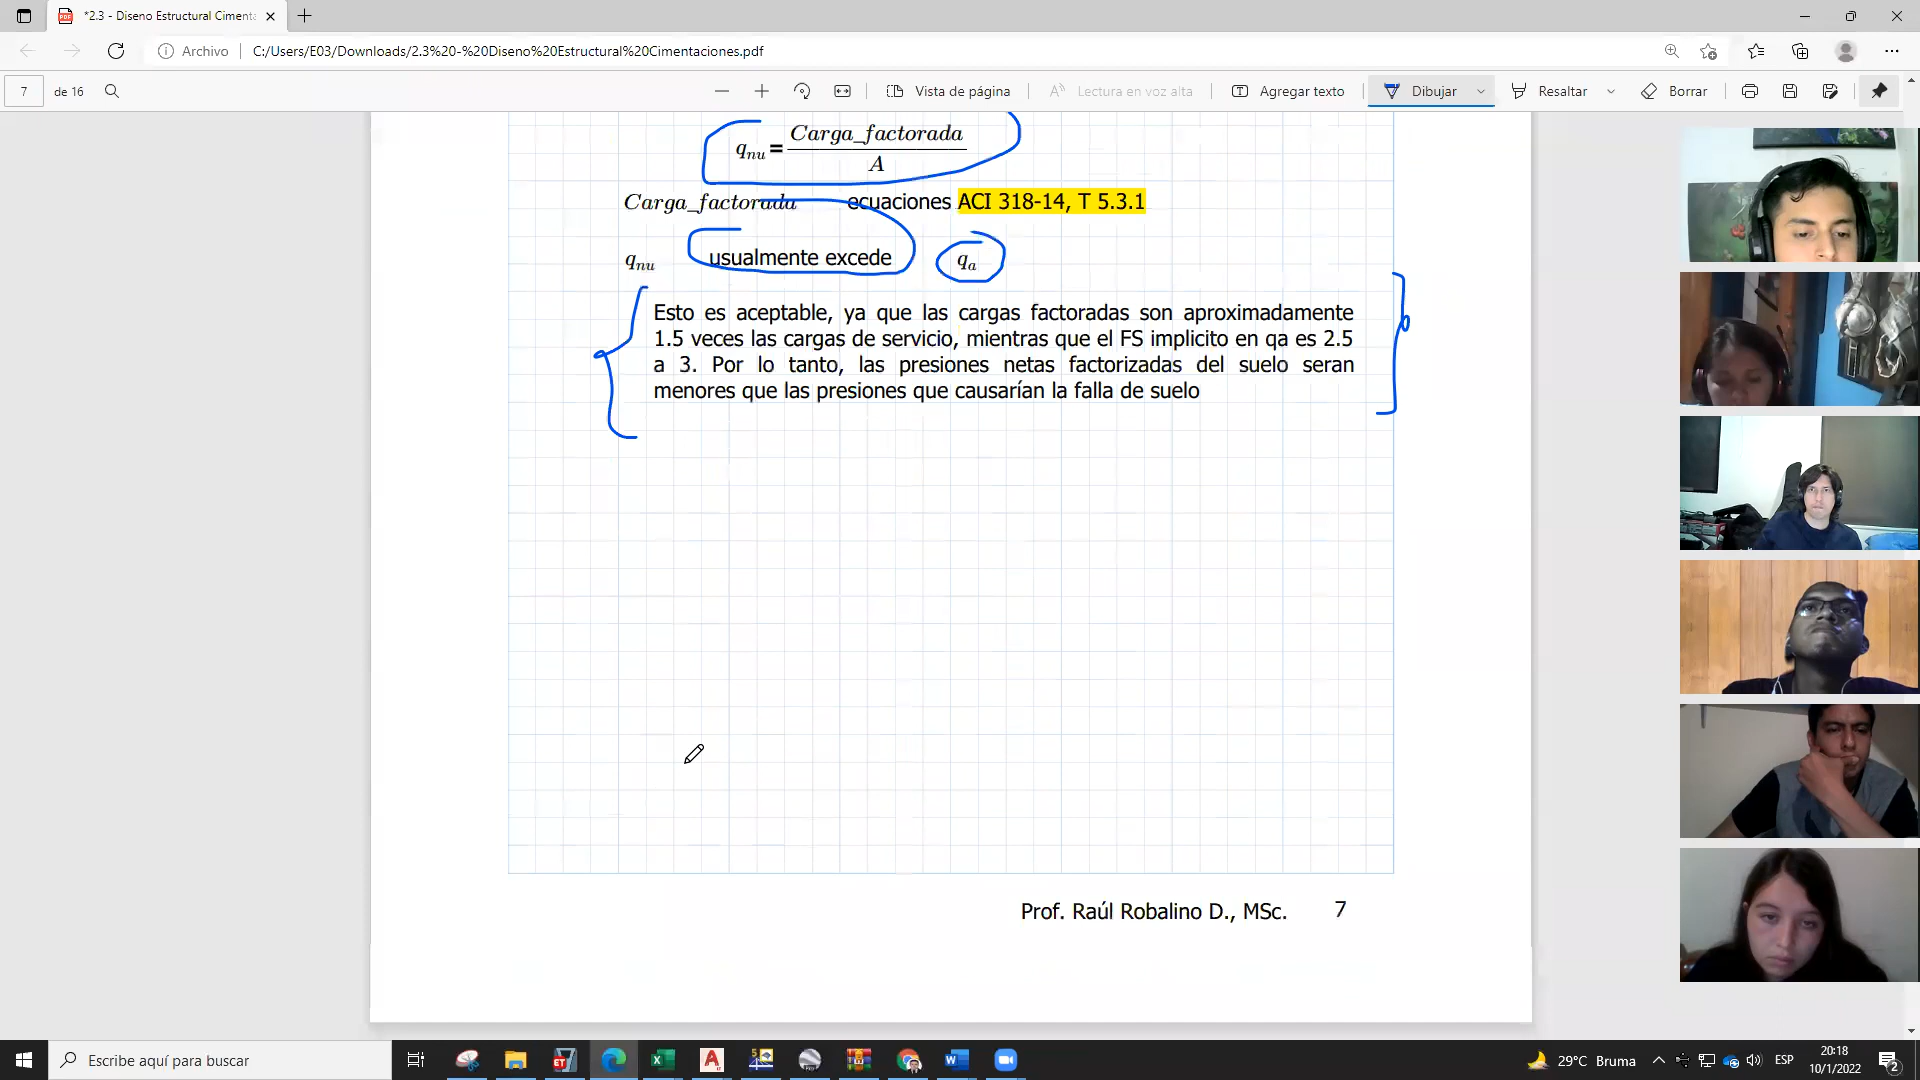 *2.3 - Diseno Estructural Cimenta
Archivo
C:/Users/E03/Downloads/2.3%20-%20Diseno%20Estructural%20Cimentaciones.pdf
7 de 16
Vista de página
Lectura en voz alta
Agregar texto
Dibujar
Resaltar
Borrar
q_nu = Carga_factorada / A
Carga_factorada ecuaciones ACI 318-14, T 5.3.1
q_nu usualmente excede q_a
Esto es aceptable, ya que las cargas factoradas son aproximadamente
1.5 veces las cargas de servicio, mientras que el FS implicito en qa es 2.5
a 3. Por lo tanto, las presiones netas factorizadas del suelo seran
menores que las presiones que causarían la falla de suelo
Prof. Raúl Robalino D., MSc. 7
Escribe aquí para buscar
29°C Bruma
ESP
20:18
10/1/2022
2